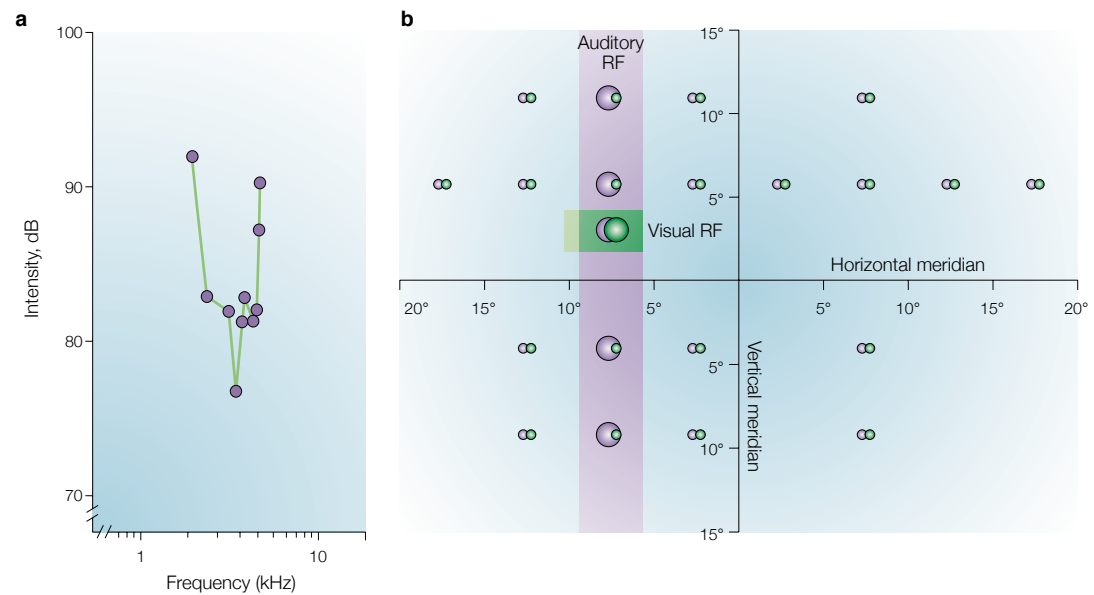 a
100
90
80
70
Intensity, dB
1
10
Frequency (kHz)
b
Auditory
RF
15°
10°
5°
Visual RF
Horizontal meridian
20°
15°
10°
5°
5°
10°
15°
20°
Vertical meridian
5°
10°
15°